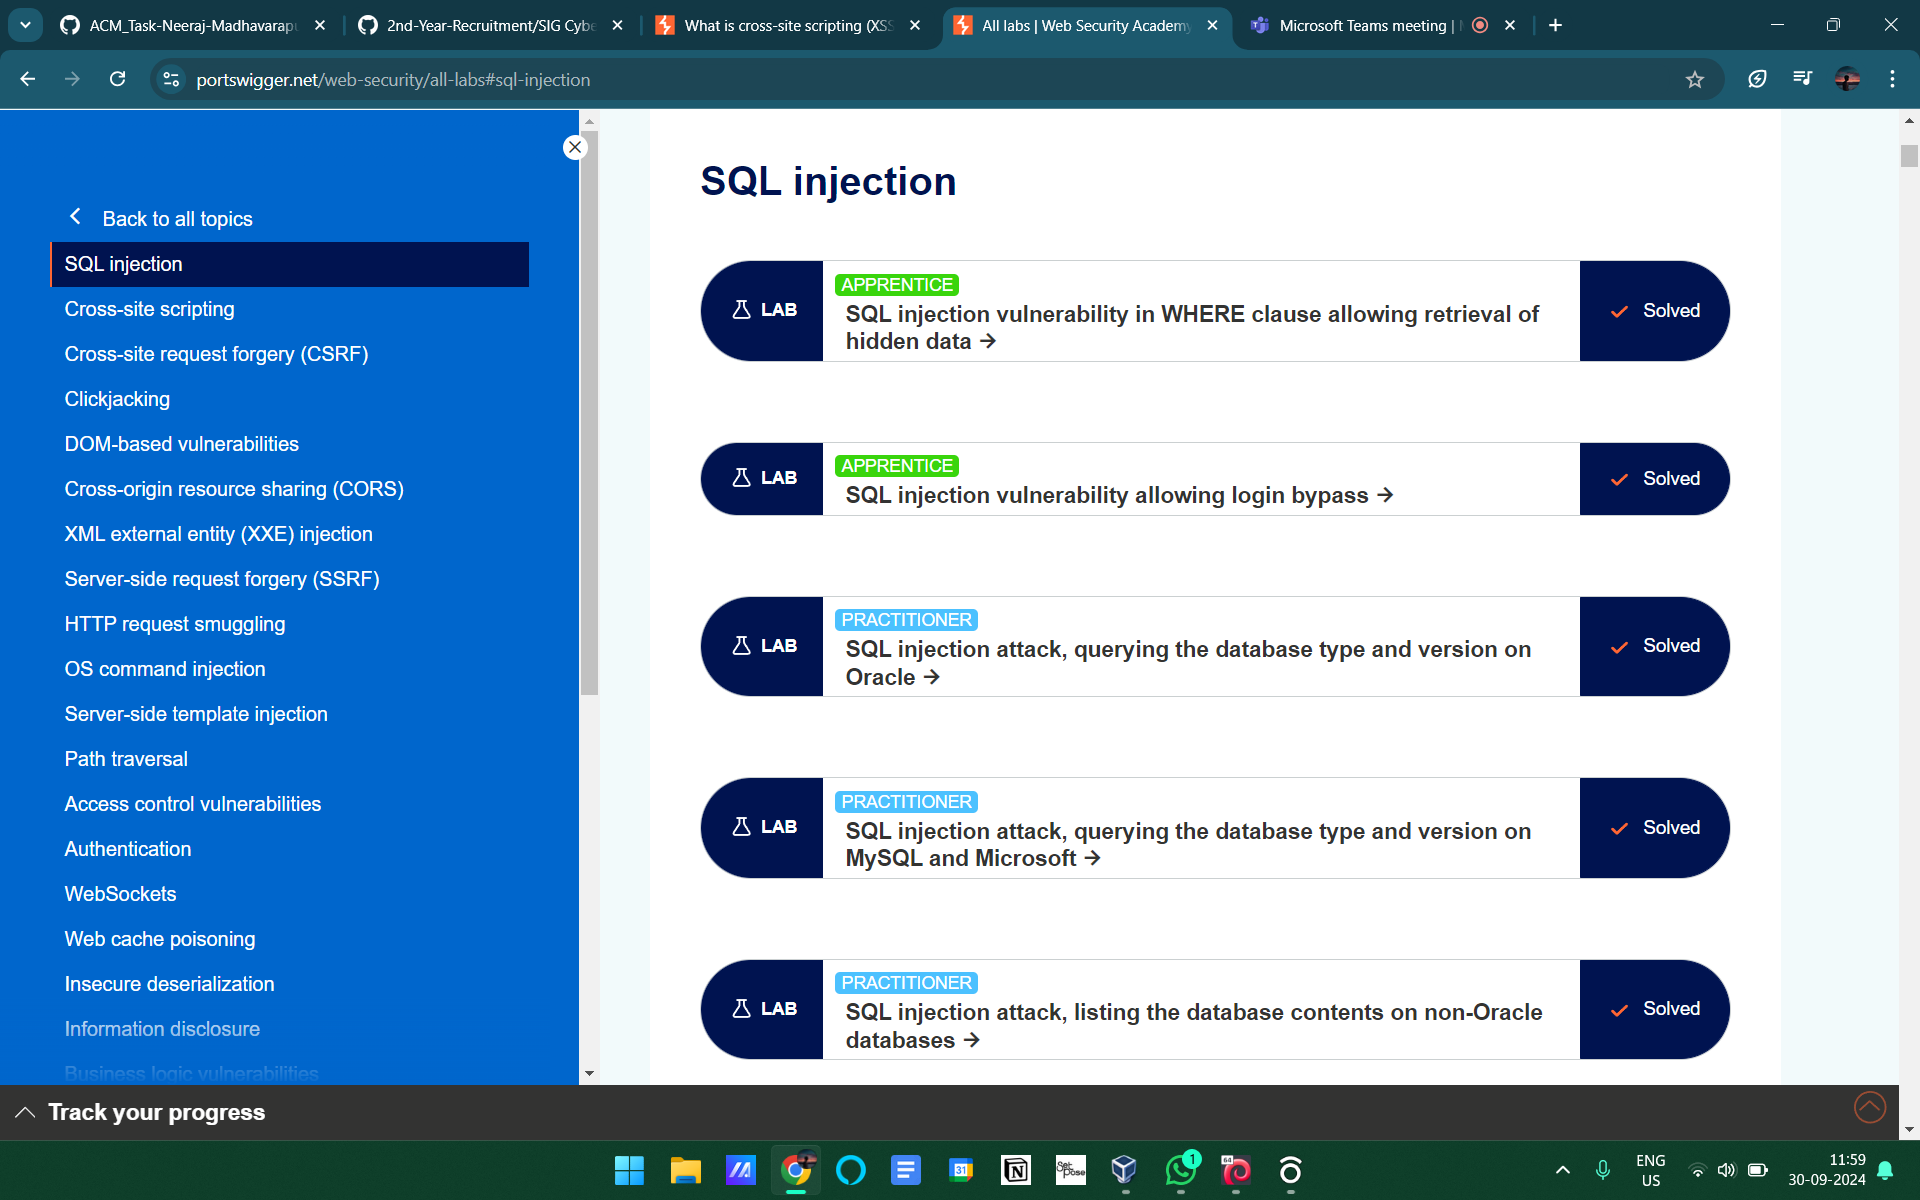 ACM_Task-Neeraj-Madhavarapu
2nd-Year-Recruitment/SIG Cybe
What is cross-site scripting (XSS
All labs | Web Security Academy
Microsoft Teams meeting |
portswigger.net/web-security/all-labs#sql-injection
Back to all topics
SQL injection
Cross-site scripting
Cross-site request forgery (CSRF)
Clickjacking
DOM-based vulnerabilities
Cross-origin resource sharing (CORS)
XML external entity (XXE) injection
Server-side request forgery (SSRF)
HTTP request smuggling
OS command injection
Server-side template injection
Path traversal
Access control vulnerabilities
Authentication
WebSockets
Web cache poisoning
Insecure deserialization
Information disclosure
Business logic vulnerabilities
SQL injection
LAB
APPRENTICE
SQL injection vulnerability in WHERE clause allowing retrieval of
hidden data →
Solved
LAB
APPRENTICE
SQL injection vulnerability allowing login bypass →
Solved
LAB
PRACTITIONER
SQL injection attack, querying the database type and version on
Oracle →
Solved
LAB
PRACTITIONER
SQL injection attack, querying the database type and version on
MySQL and Microsoft →
Solved
LAB
PRACTITIONER
SQL injection attack, listing the database contents on non-Oracle
databases →
Solved
Track your progress
31
Set
Pose
1
64
ENG
US
11:59
30-09-2024